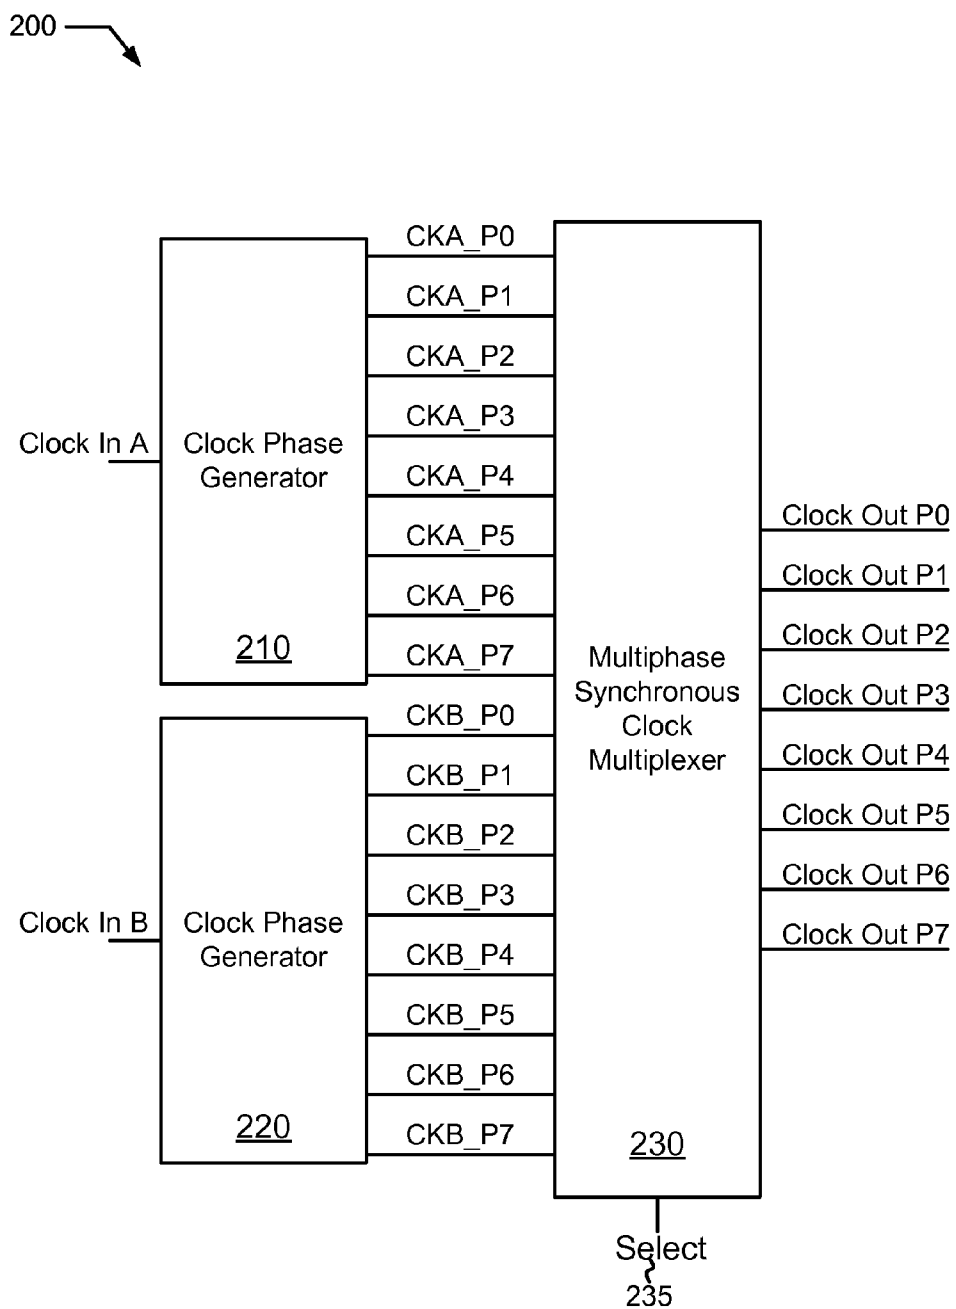 200
CKA_P0
CKA_P1
CKA_P2
CKA_P3
Clock In A
Clock Phase
Generator
CKA_P4
CKA_P5
CKA_P6
210
CKA_P7
CKB_P0
CKB_P1
CKB_P2
CKB_P3
Clock In B
Clock Phase
Generator
CKB_P4
CKB_P5
CKB_P6
220
CKB_P7
Multiphase
Synchronous
Clock
Multiplexer
230
Clock Out P0
Clock Out P1
Clock Out P2
Clock Out P3
Clock Out P4
Clock Out P5
Clock Out P6
Clock Out P7
Select
235